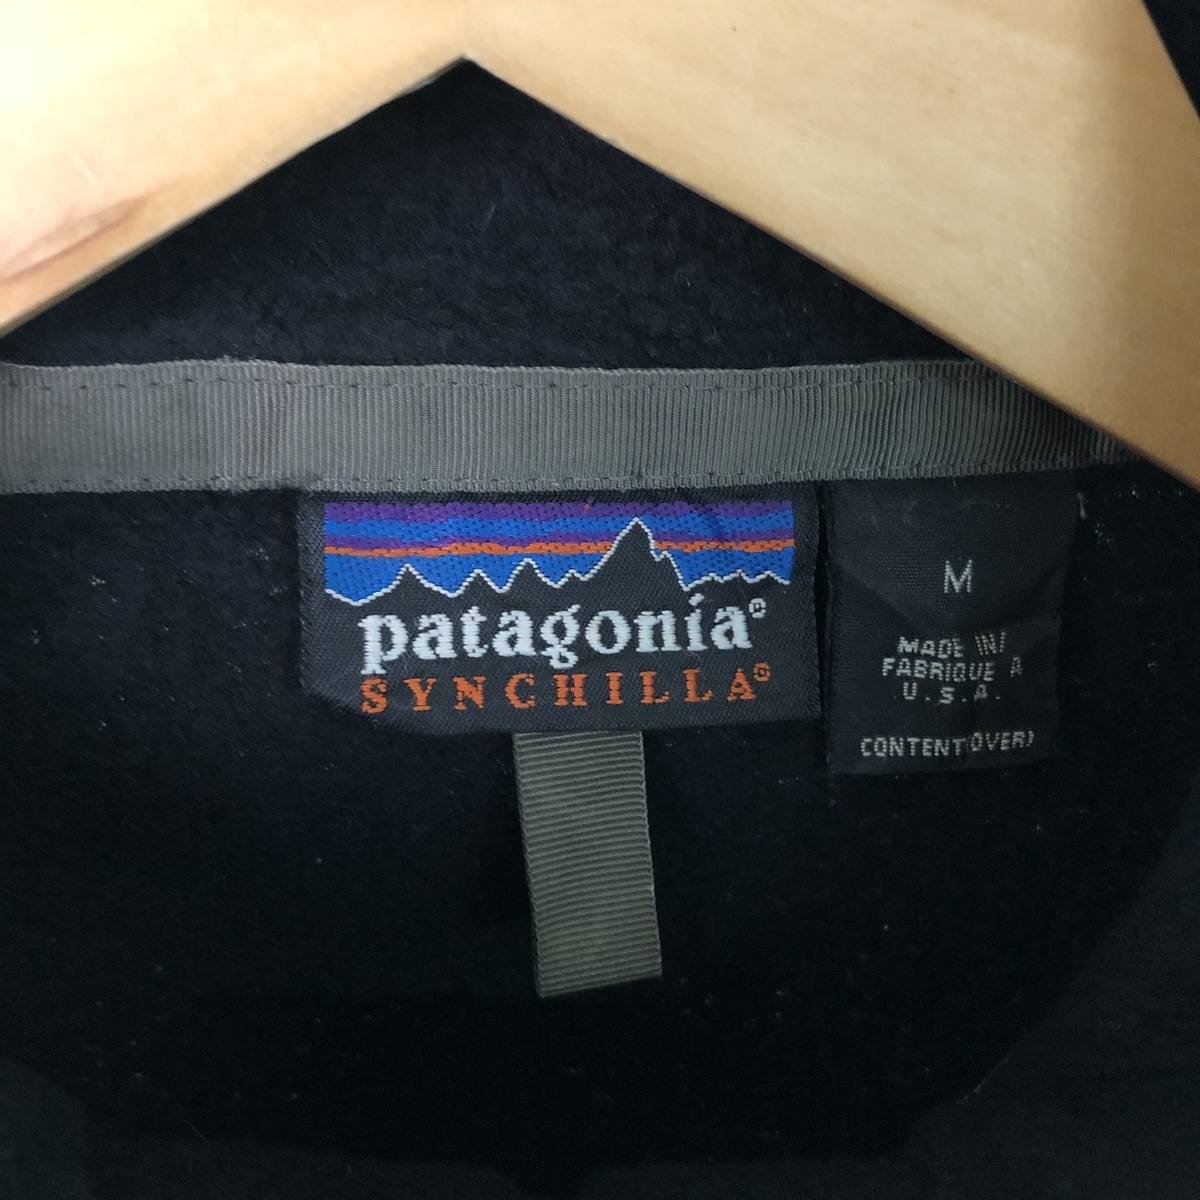 patagonia®
SYNCHILLA®
M
MADE IN/
FABRIQUE A
U.S.A.
CONTENT(OVER)